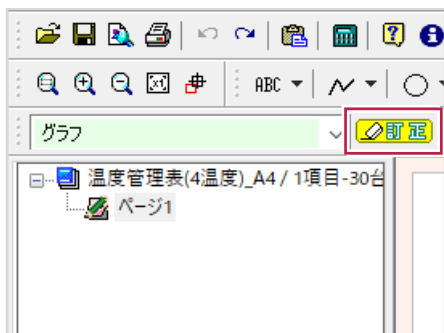 x1
ABC
グラフ
訂正
温度管理表(4温度)_A4 / 1項目-30台
ページ1